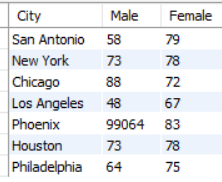 City Male Female
San Antonio 58 79
New York 73 78
Chicago 88 72
Los Angeles 48 67
Phoenix 99064 83
Houston 73 78
Philadelphia 64 75